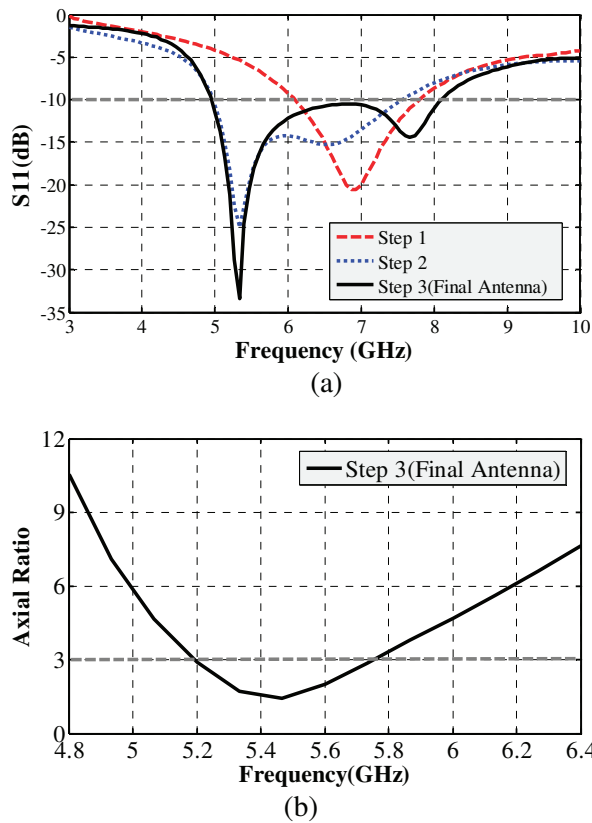 -5
-10
-15
-20
-25
-30
-35
0
S11(dB)
Step 1
Step 2
Step 3(Final Antenna)
3 4 5 6 7 8 9 10
Frequency (GHz)
(a)
12
9
6
3
0
Axial Ratio
Step 3(Final Antenna)
4.8 5 5.2 5.4 5.6 5.8 6 6.2 6.4
Frequency(GHz)
(b)